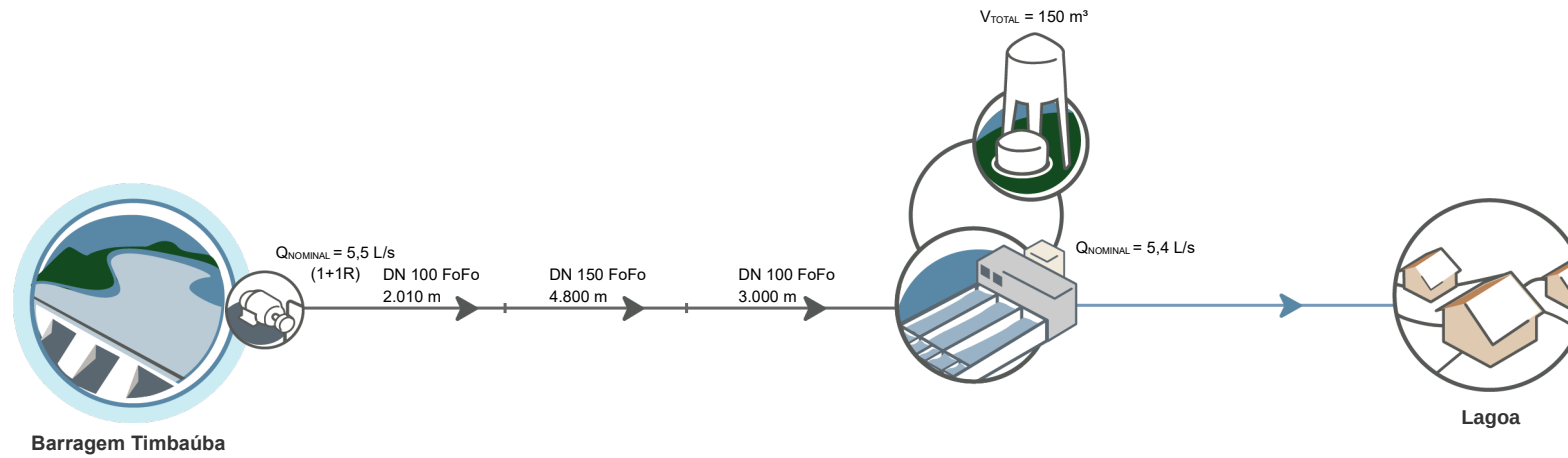 VTOTAL = 150 m³
QNOMINAL = 5,5 L/s
(1+1R)
DN 100 FoFo
2.010 m
DN 150 FoFo
4.800 m
DN 100 FoFo
3.000 m
QNOMINAL = 5,4 L/s
Barragem Timbaúba
Lagoa